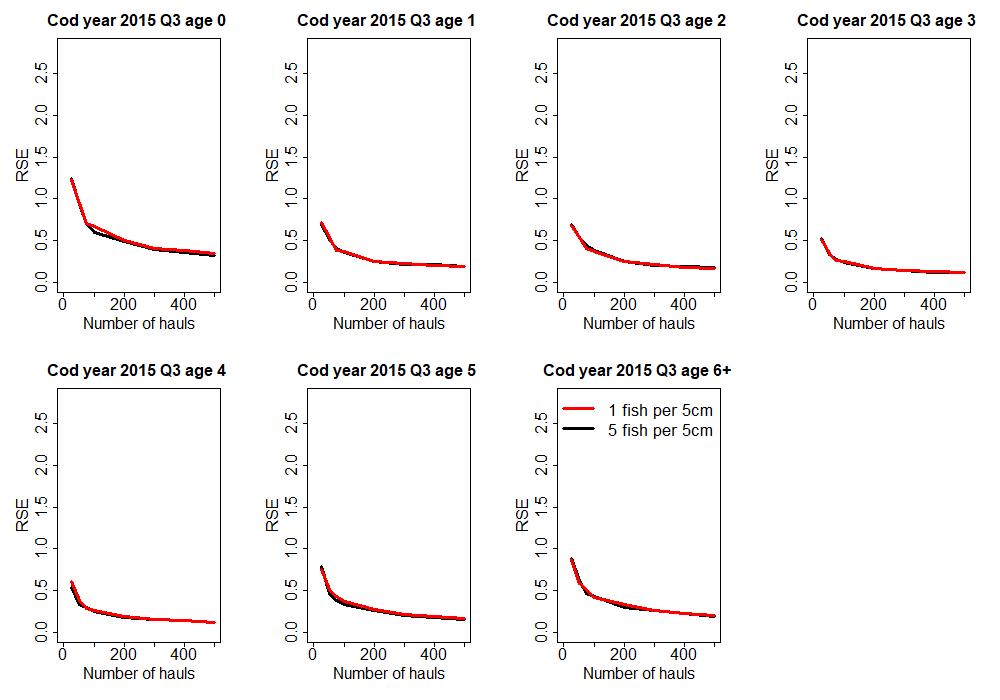 Cod year 2015 Q3 age 0
RSE
0.0 0.5 1.0 1.5 2.0 2.5
0 200 400
Number of hauls
Cod year 2015 Q3 age 1
RSE
0.0 0.5 1.0 1.5 2.0 2.5
0 200 400
Number of hauls
Cod year 2015 Q3 age 2
RSE
0.0 0.5 1.0 1.5 2.0 2.5
0 200 400
Number of hauls
Cod year 2015 Q3 age 3
RSE
0.0 0.5 1.0 1.5 2.0 2.5
0 200 400
Number of hauls
Cod year 2015 Q3 age 4
RSE
0.0 0.5 1.0 1.5 2.0 2.5
0 200 400
Number of hauls
Cod year 2015 Q3 age 5
RSE
0.0 0.5 1.0 1.5 2.0 2.5
0 200 400
Number of hauls
Cod year 2015 Q3 age 6+
1 fish per 5cm
5 fish per 5cm
RSE
0.0 0.5 1.0 1.5 2.0 2.5
0 200 400
Number of hauls